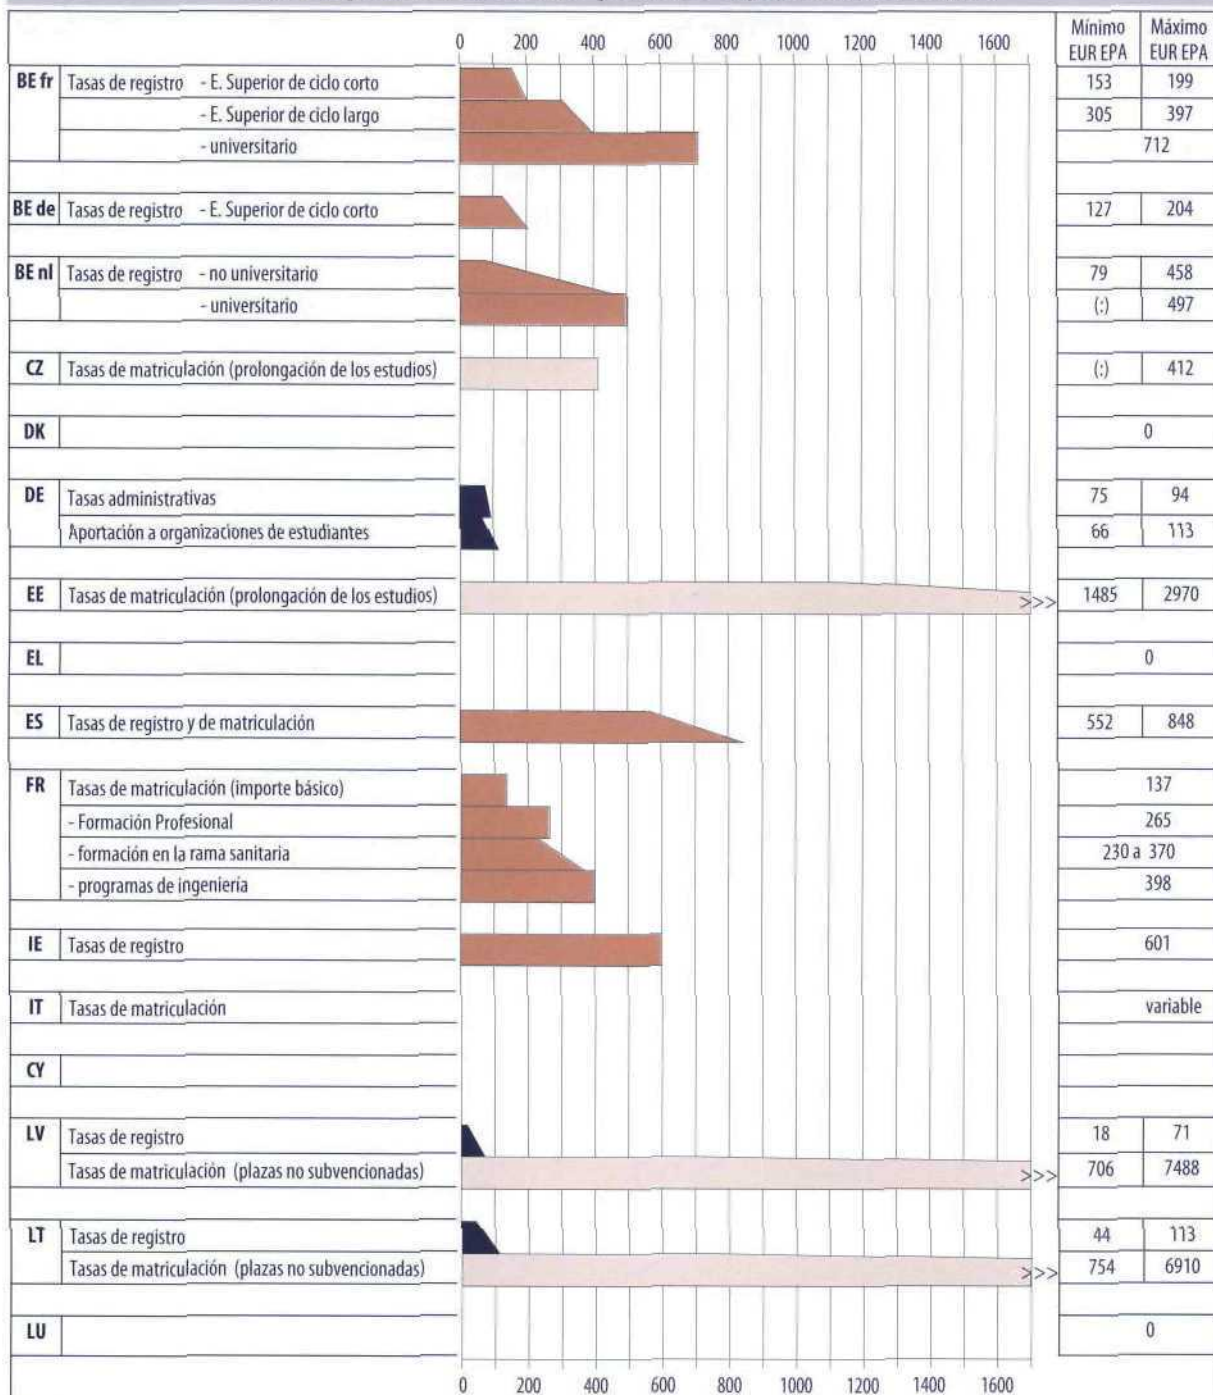 0 200 400 600 800 1000 1200 1400 1600 Mínimo EUR EPA Máximo EUR EPA
BE fr Tasas de registro - E. Superior de ciclo corto 153 199
- E. Superior de ciclo largo 305 397
- universitario 712
BE de Tasas de registro - E. Superior de ciclo corto 127 204
BE nl Tasas de registro - no universitario 79 458
- universitario (:) 497
CZ Tasas de matriculación (prolongación de los estudios) (:) 412
DK 0
DE Tasas administrativas 75 94
Aportación a organizaciones de estudiantes 66 113
EE Tasas de matriculación (prolongación de los estudios) >>> 1485 2970
EL 0
ES Tasas de registro y de matriculación 552 848
FR Tasas de matriculación (importe básico) 137
- Formación Profesional 265
- formación en la rama sanitaria 230 a 370
- programas de ingeniería 398
IE Tasas de registro 601
IT Tasas de matriculación variable
CY
LV Tasas de registro 18 71
Tasas de matriculación (plazas no subvencionadas) >>> 706 7488
LT Tasas de registro 44 113
Tasas de matriculación (plazas no subvencionadas) >>> 754 6910
LU 0
0 200 400 600 800 1000 1200 1400 1600